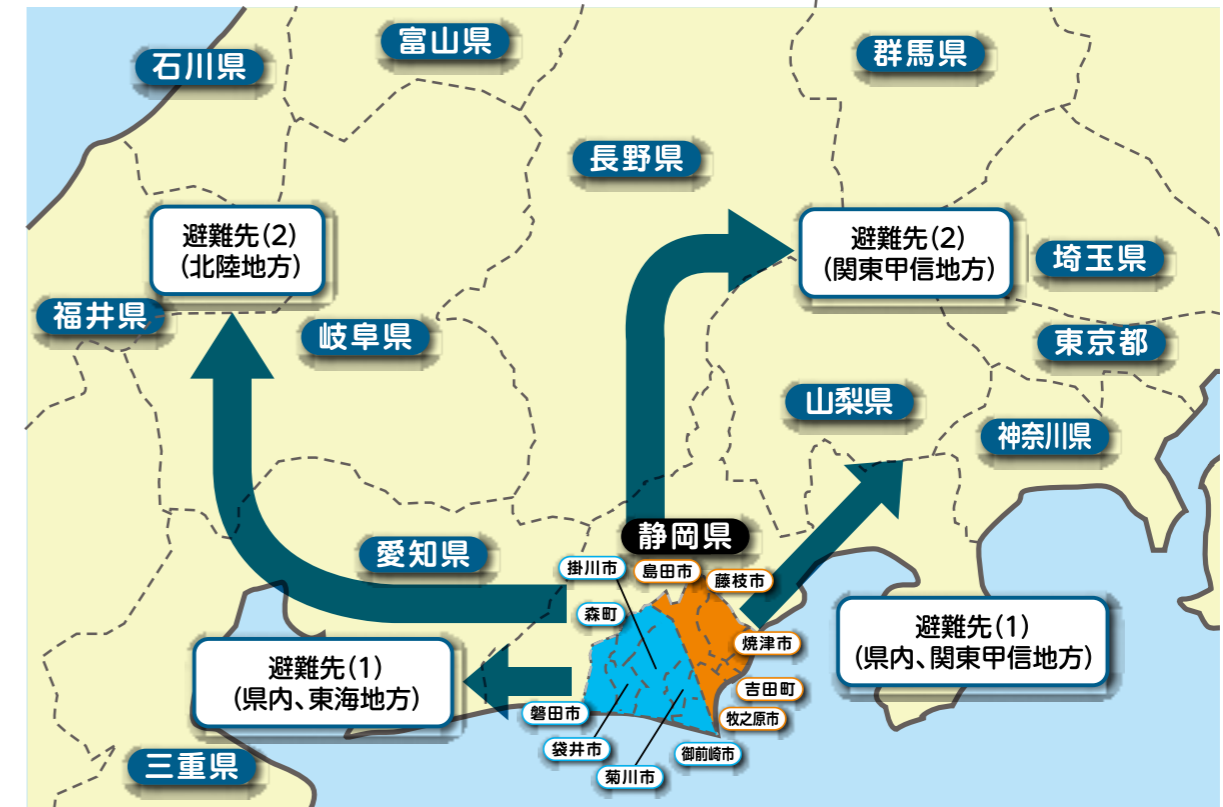 富山県
石川県
群馬県
長野県
避難先(2)
(北陸地方)
避難先(2)
(関東甲信地方)
埼玉県
福井県
岐阜県
東京都
山梨県
神奈川県
静岡県
愛知県
掛川市
島田市
藤枝市
森町
焼津市
避難先(1)
(県内、関東甲信地方)
避難先(1)
(県内、東海地方)
吉田町
磐田市
牧之原市
袋井市
御前崎市
菊川市
三重県